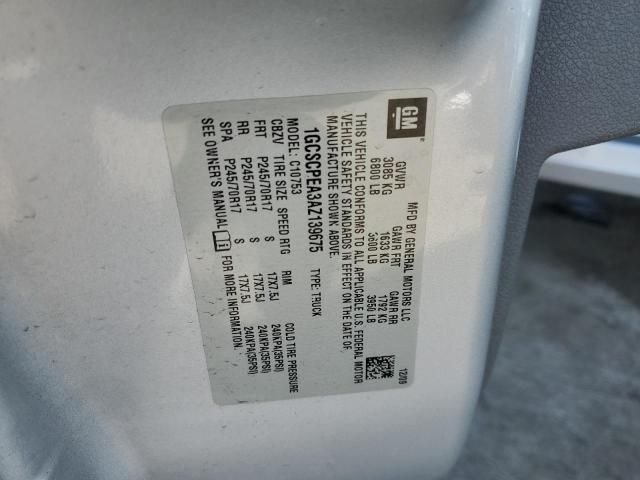 GM
MFD BY GENERAL MOTORS LLC 12/09
GVWR GAWR FRT GAWR RR
3085 KG 1633 KG 1792 KG
6800 LB 3600 LB 3950 LB
THIS VEHICLE CONFORMS TO ALL APPLICABLE U.S. FEDERAL MOTOR
VEHICLE SAFETY STANDARDS IN EFFECT ON THE DATE OF
MANUFACTURE SHOWN ABOVE.
1GCSCPEA3AZ139675 TYPE: TRUCK
MODEL: C10753
CBZV TIRE SIZE SPEED RTG RIM COLD TIRE PRESSURE
FRT P245/70R17 S 17X7.5J 240KPA(35PSI)
RR P245/70R17 S 17X7.5J 240KPA(35PSI)
SPA P245/70R17 S 17X7.5J 240KPA(35PSI)
SEE OWNER'S MANUAL FOR MORE INFORMATION.